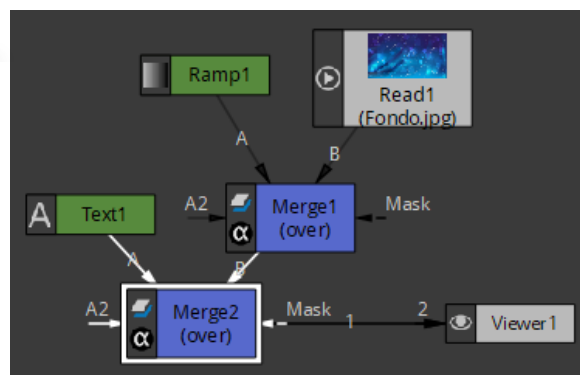 Ramp1
Read1
(Fondo.jpg)
A
B
A2
Merge1
(over)
Mask
A
Text1
A
B
A2
Merge2
(over)
Mask
1
2
Viewer1